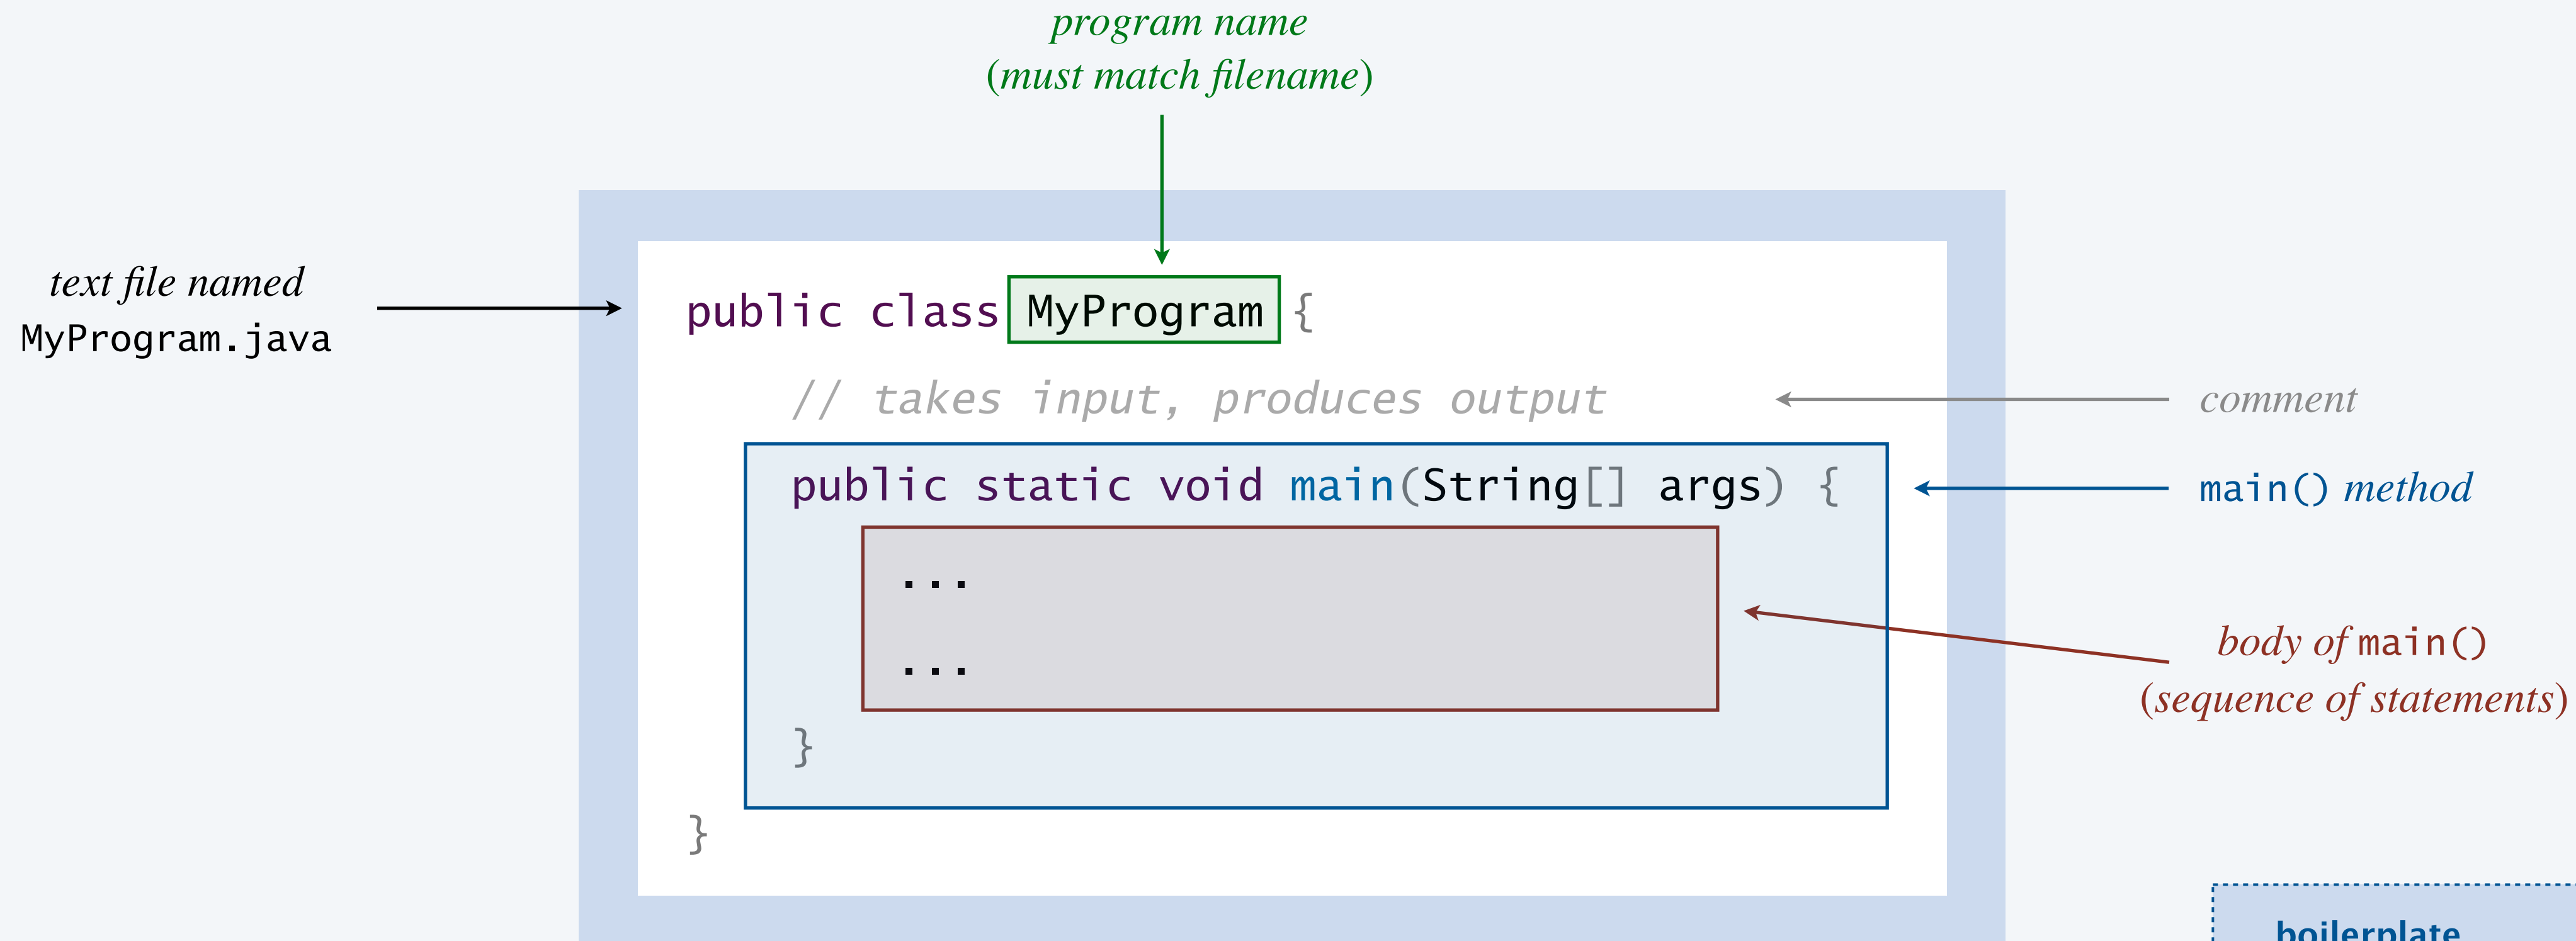 program name
(must match filename)
text file named
MyProgram.java
public class MyProgram {
// takes input, produces output
comment
public static void main(String[] args) {
main() method
...
...
body of main()
(sequence of statements)
}
}
boilerplate